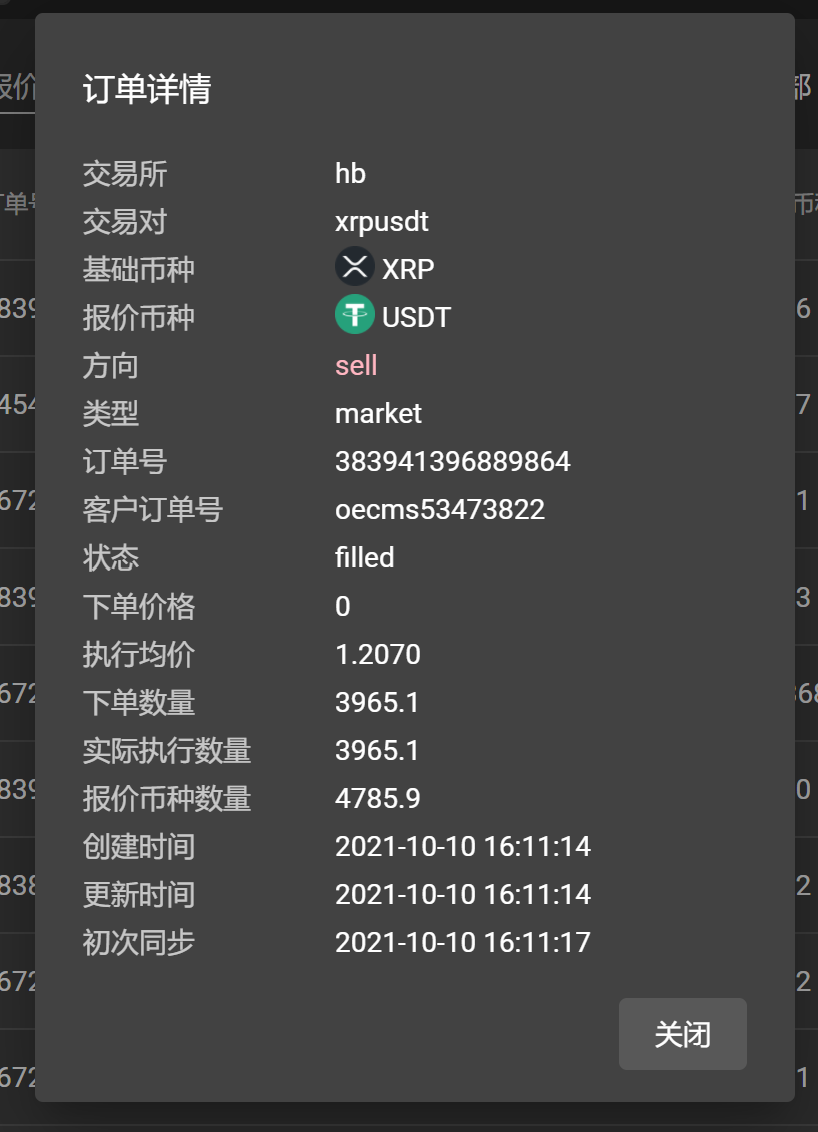 订单详情
交易所 hb
交易对 xrpusdt
基础币种 XRP
报价币种 USDT
方向 sell
类型 market
订单号 383941396889864
客户订单号 oecms53473822
状态 filled
下单价格 0
执行均价 1.2070
下单数量 3965.1
实际执行数量 3965.1
报价币种数量 4785.9
创建时间 2021-10-10 16:11:14
更新时间 2021-10-10 16:11:14
初次同步 2021-10-10 16:11:17
关闭